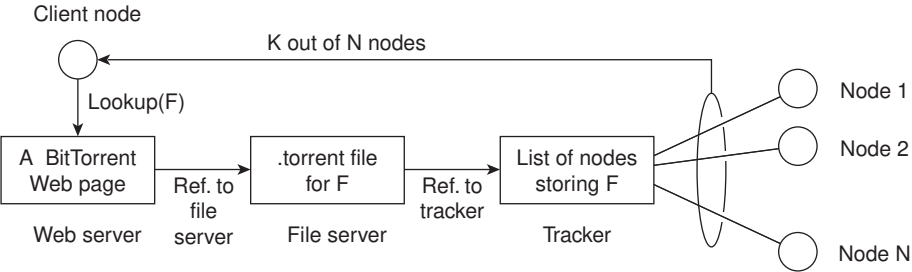 Client node
K out of N nodes
Lookup(F)
A BitTorrent
Web page
Ref. to
file
server
.torrent file
for F
Ref. to
tracker
List of nodes
storing F
Web server
File server
Tracker
Node 1
Node 2
Node N